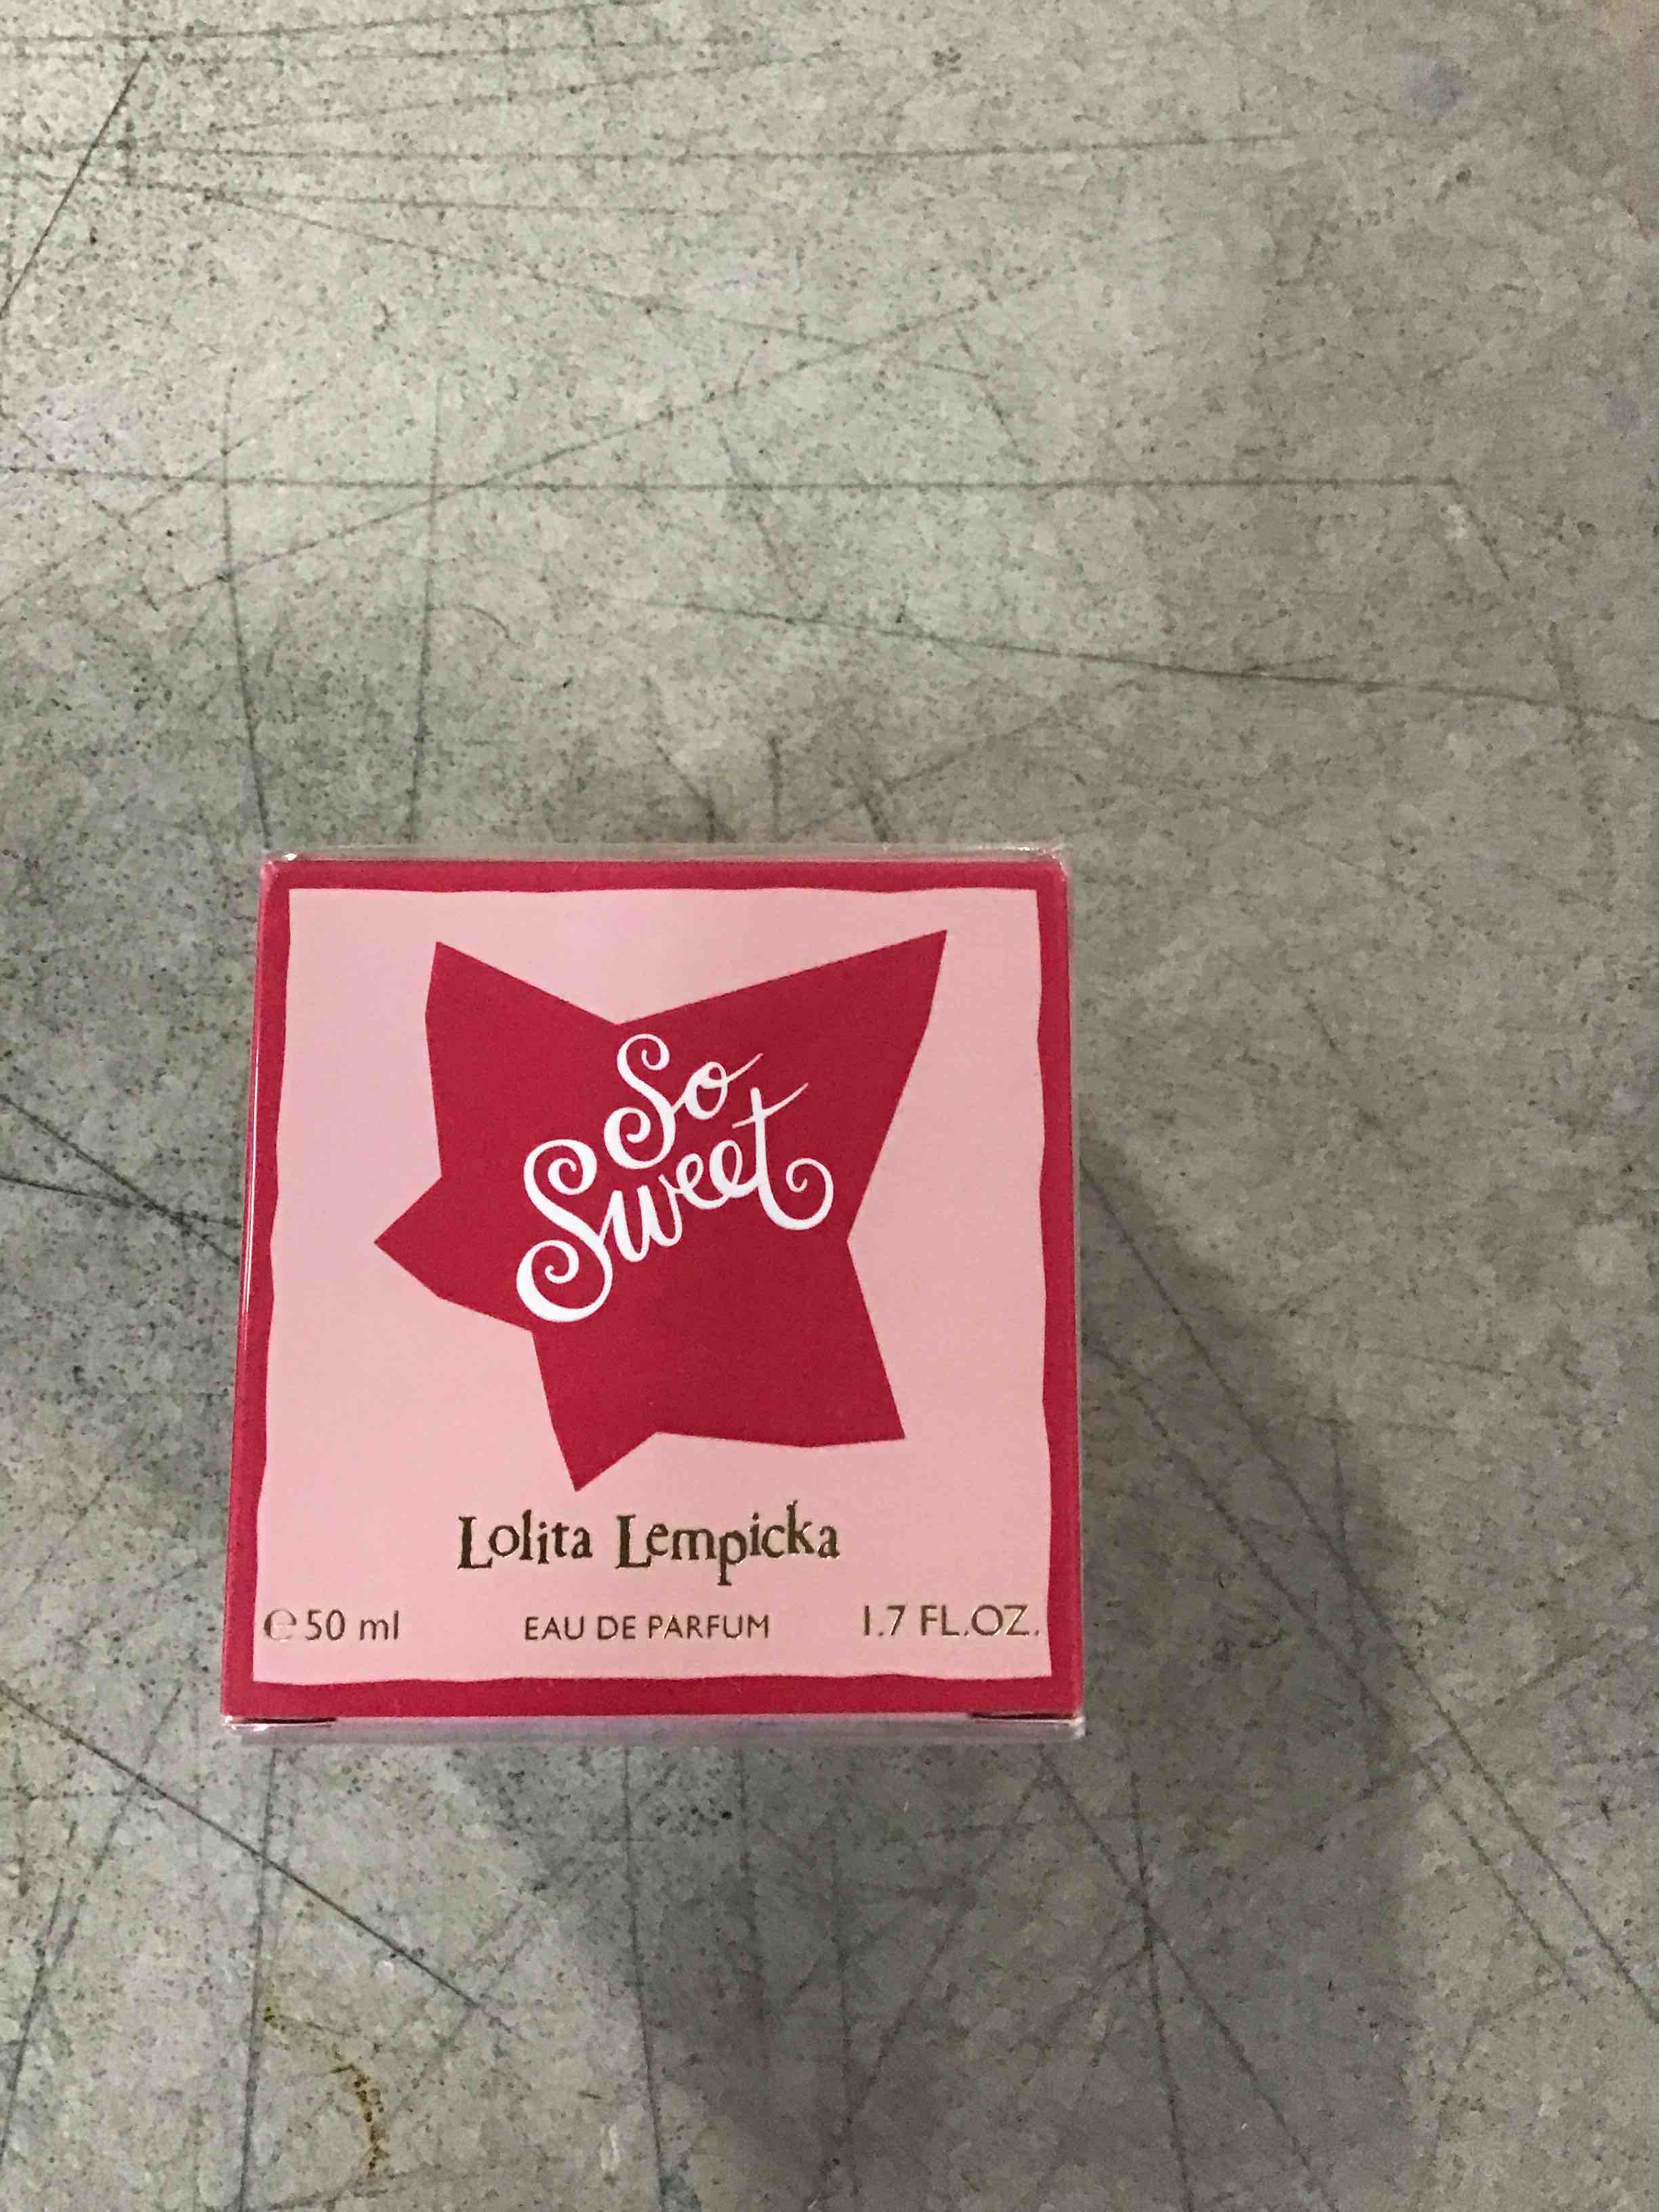 So
Sweet
Lolita Lempicka
℮50 ml EAU DE PARFUM 1.7 FL.OZ.